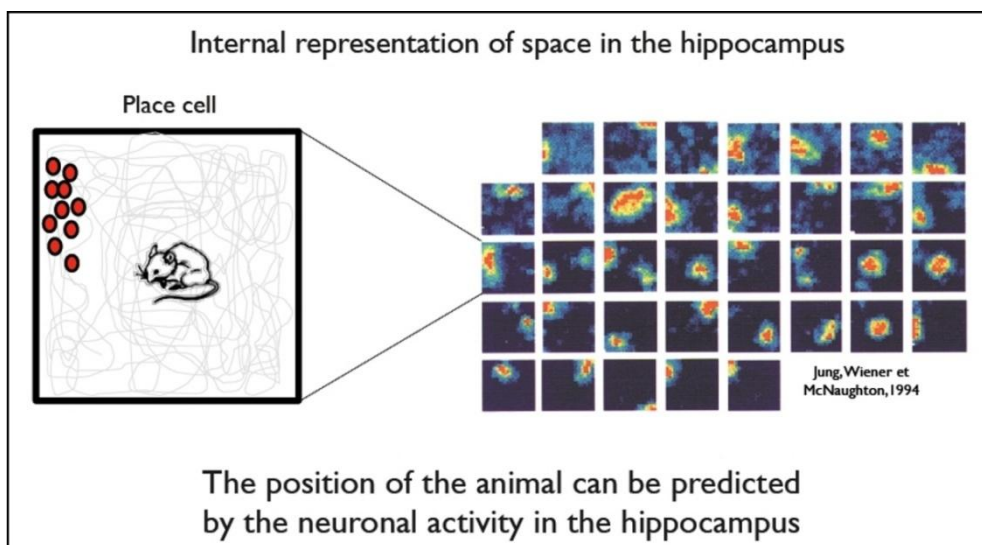 Internal representation of space in the hippocampus
Place cell
Jung, Wiener et
McNaughton, 1994
The position of the animal can be predicted
by the neuronal activity in the hippocampus